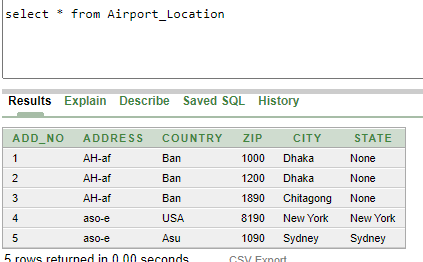 select * from Airport_Location
Results Explain Describe Saved SQL History
ADD_NO ADDRESS COUNTRY ZIP CITY STATE
1 AH-af Ban 1000 Dhaka None
2 AH-af Ban 1200 Dhaka None
3 AH-af Ban 1890 Chitagong None
4 aso-e USA 8190 New York New York
5 aso-e Asu 1090 Sydney Sydney
5 rows returned in 0.00 seconds CSV Export